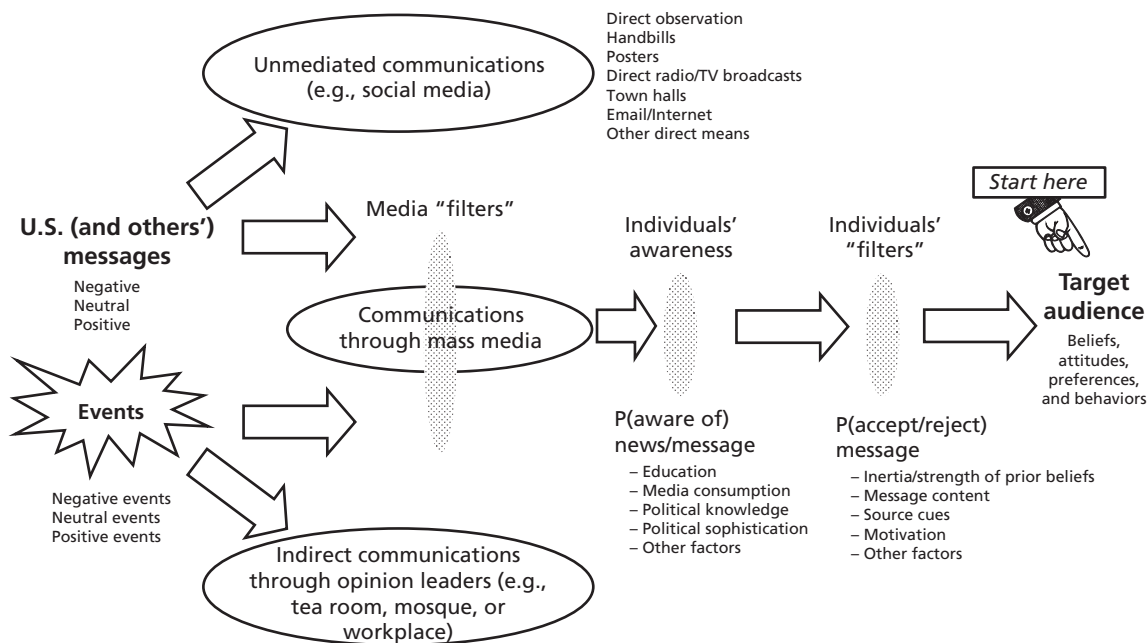 Unmediated communications
(e.g., social media)
Direct observation
Handbills
Posters
Direct radio/TV broadcasts
Town halls
Email/Internet
Other direct means
U.S. (and others’)
messages
Negative
Neutral
Positive
Events
Negative events
Neutral events
Positive events
Media “filters”
Communications
through mass media
Indirect communications
through opinion leaders (e.g.,
tea room, mosque, or
workplace)
Individuals’
awareness
P(aware of)
news/message
– Education
– Media consumption
– Political knowledge
– Political sophistication
– Other factors
Individuals’
“filters”
P(accept/reject)
message
– Inertia/strength of prior beliefs
– Message content
– Source cues
– Motivation
– Other factors
Start here
Target
audience
Beliefs,
attitudes,
preferences,
and behaviors